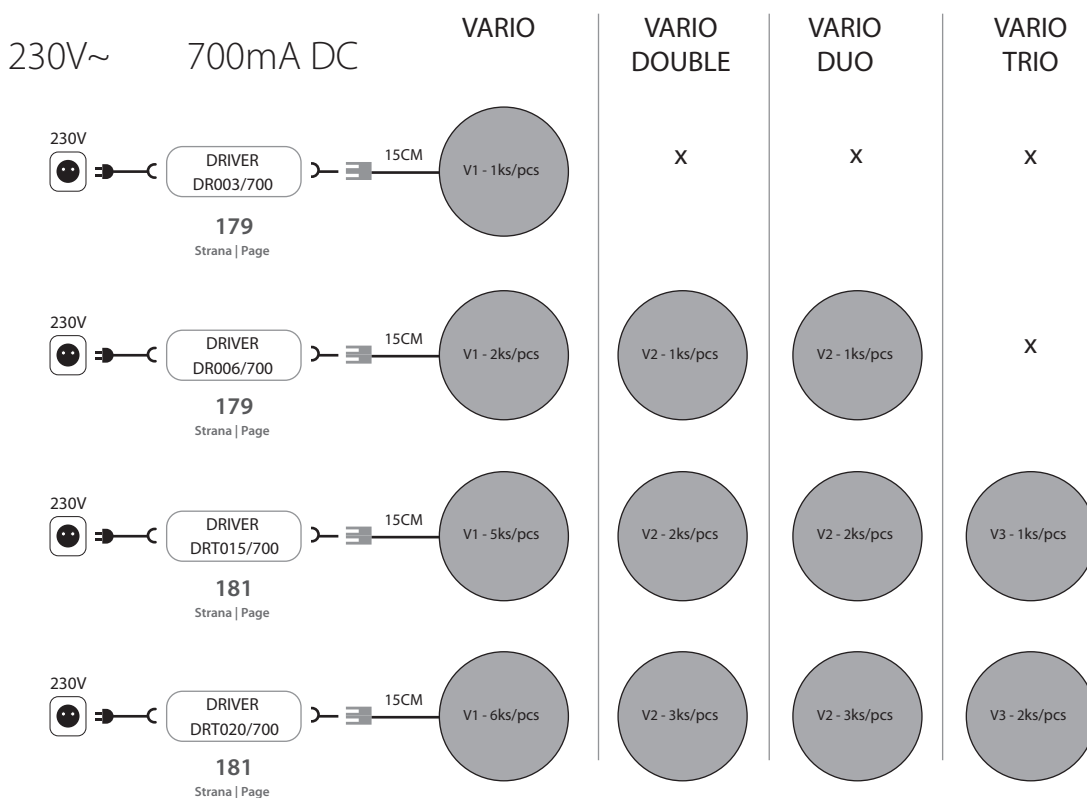 230V~ 700mA DC
VARIO
VARIO
DOUBLE
VARIO
DUO
VARIO
TRIO
230V
DRIVER
DR003/700
179
Strana | Page
15CM
V1 - 1ks/pcs
x
x
x
230V
DRIVER
DR006/700
179
Strana | Page
15CM
V1 - 2ks/pcs
V2 - 1ks/pcs
V2 - 1ks/pcs
x
230V
DRIVER
DRT015/700
181
Strana | Page
15CM
V1 - 5ks/pcs
V2 - 2ks/pcs
V2 - 2ks/pcs
V3 - 1ks/pcs
230V
DRIVER
DRT020/700
181
Strana | Page
15CM
V1 - 6ks/pcs
V2 - 3ks/pcs
V2 - 3ks/pcs
V3 - 2ks/pcs